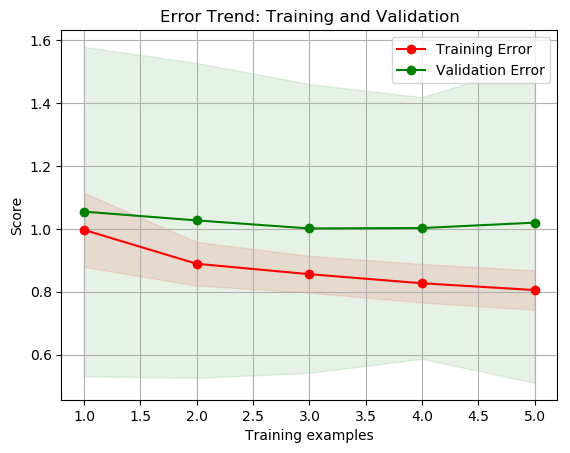 Error Trend: Training and Validation
Training Error
Validation Error
1.6
1.4
1.2
1.0
0.8
0.6
Score
1.0 1.5 2.0 2.5 3.0 3.5 4.0 4.5 5.0
Training examples